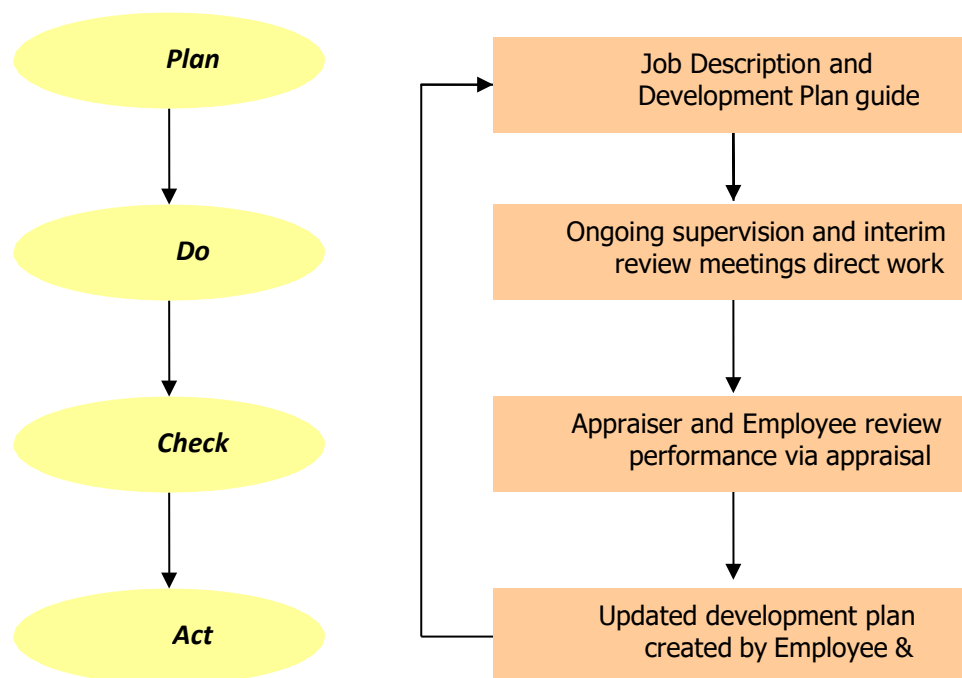 Plan
Job Description and
Development Plan guide
Do
Ongoing supervision and interim
review meetings direct work
Check
Appraiser and Employee review
performance via appraisal
Act
Updated development plan
created by Employee &